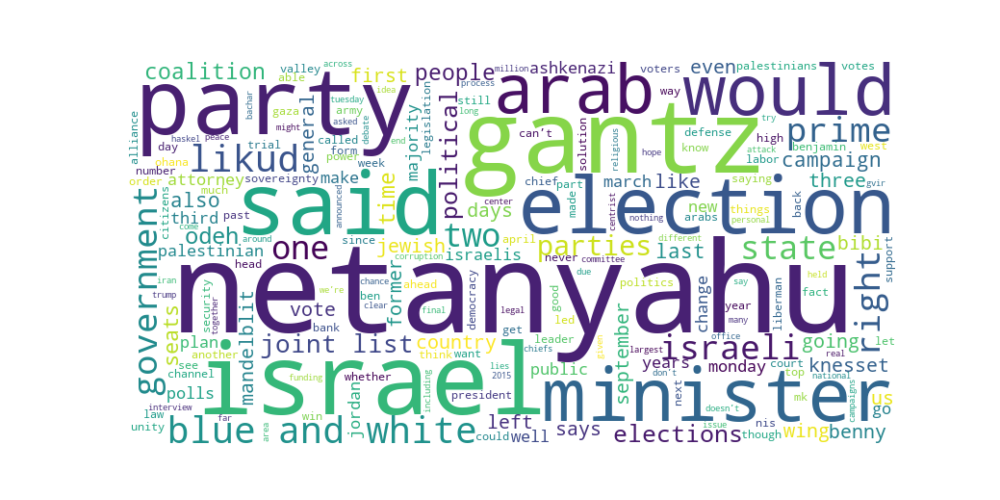 netanyahu
israel
party
gantz
said
election
minister
arab
would
state
right
government
likud
prime
israeli
blue and white
joint list
one
two
parties
political
people
coalition
country
elections
campaign
knesset
odeh
also
vote
former
general
time
first
seats
mandelblit
majority
ashkenazi
even
like
last
bibi
three
going
us
benny
wing
says
left
well
public
september
change
years
monday
march
days
new
jewish
israelis
palestinian
palestinians
attorney
third
make
plan
polls
jordan
legislation
alliance
valley
able
voters
votes
defense
benjamin
high
west
labor
know
way
can't
solution
religious
still
part
made
chief
saying
things
personal
arabs
back
attack
try
gvir
hope
centrist
center
nothing
never
committee
different
april
since
past
head
ahead
ben
bank
iran
trump
security
together
channel
another
see
law
unity
interview
far
win
area
funding
whether
could
president
including
lies
2015
chiefs
get
want
think
leader
good
led
fact
year
many
office
liberman
support
held
say
due
politics
democracy
legal
final
clear
chance
corruption
we're
announced
around
come
citizens
order
much
number
day
ohana
haskel
sovereignty
trial
gaza
might
peace
bachar
across
tuesday
idea
asked
debate
end
called
form
power
week
army
million
process
long
let
real
national
court
top
mk
campaigns
go
though
nis
issue
doesn't
don't
next
largest
given